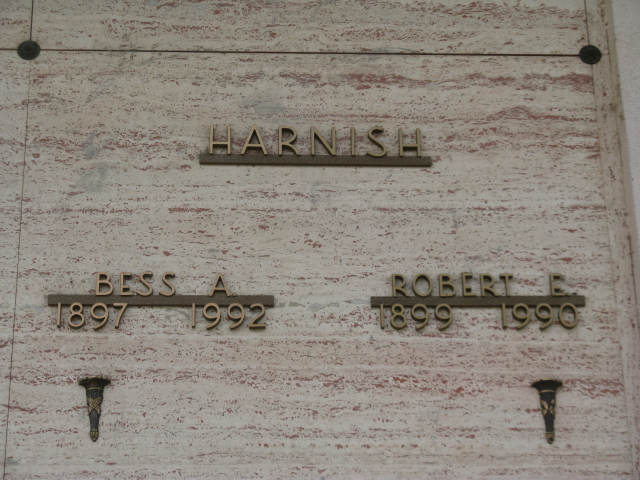 HARNISH
BESS A.
1897 1992
ROBERT E.
1899 1990